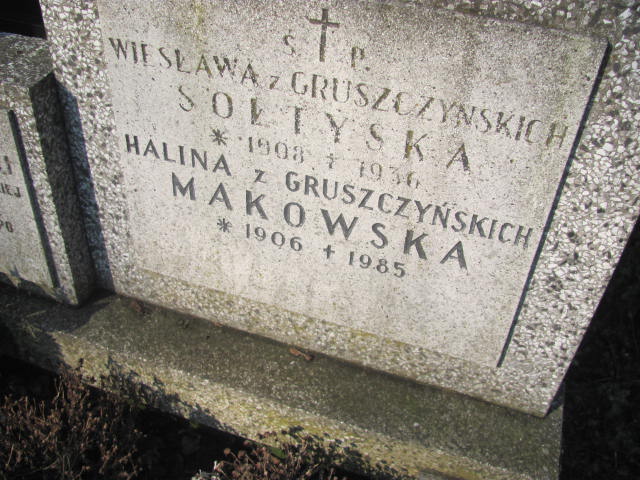 Ś. P.
WIESŁAWA z GRUSZCZYŃSKICH
SOŁTYSKA
* 1908 + 1936
HALINA z GRUSZCZYŃSKICH
MAKOWSKA
* 1906 + 1985